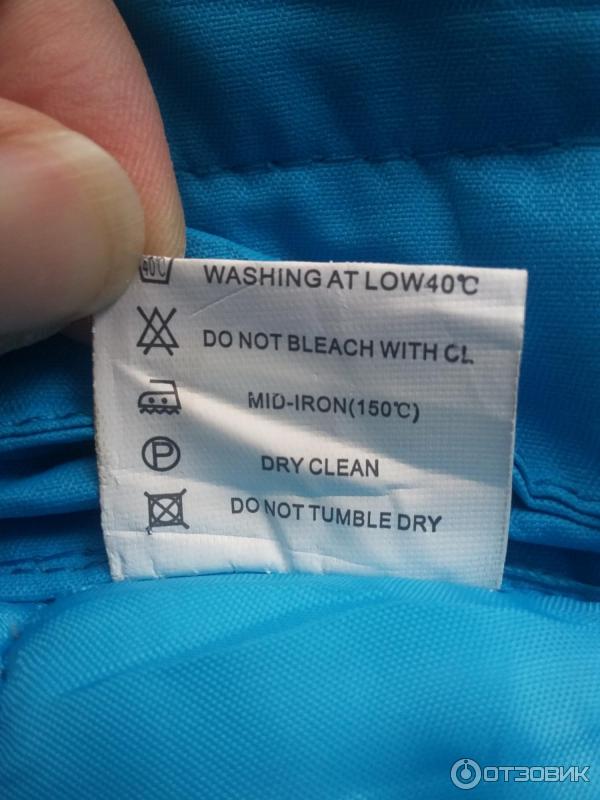 40℃ WASHING AT LOW40℃
DO NOT BLEACH WITH CL
MID-IRON(150℃)
P DRY CLEAN
DO NOT TUMBLE DRY
ОТЗОВИК